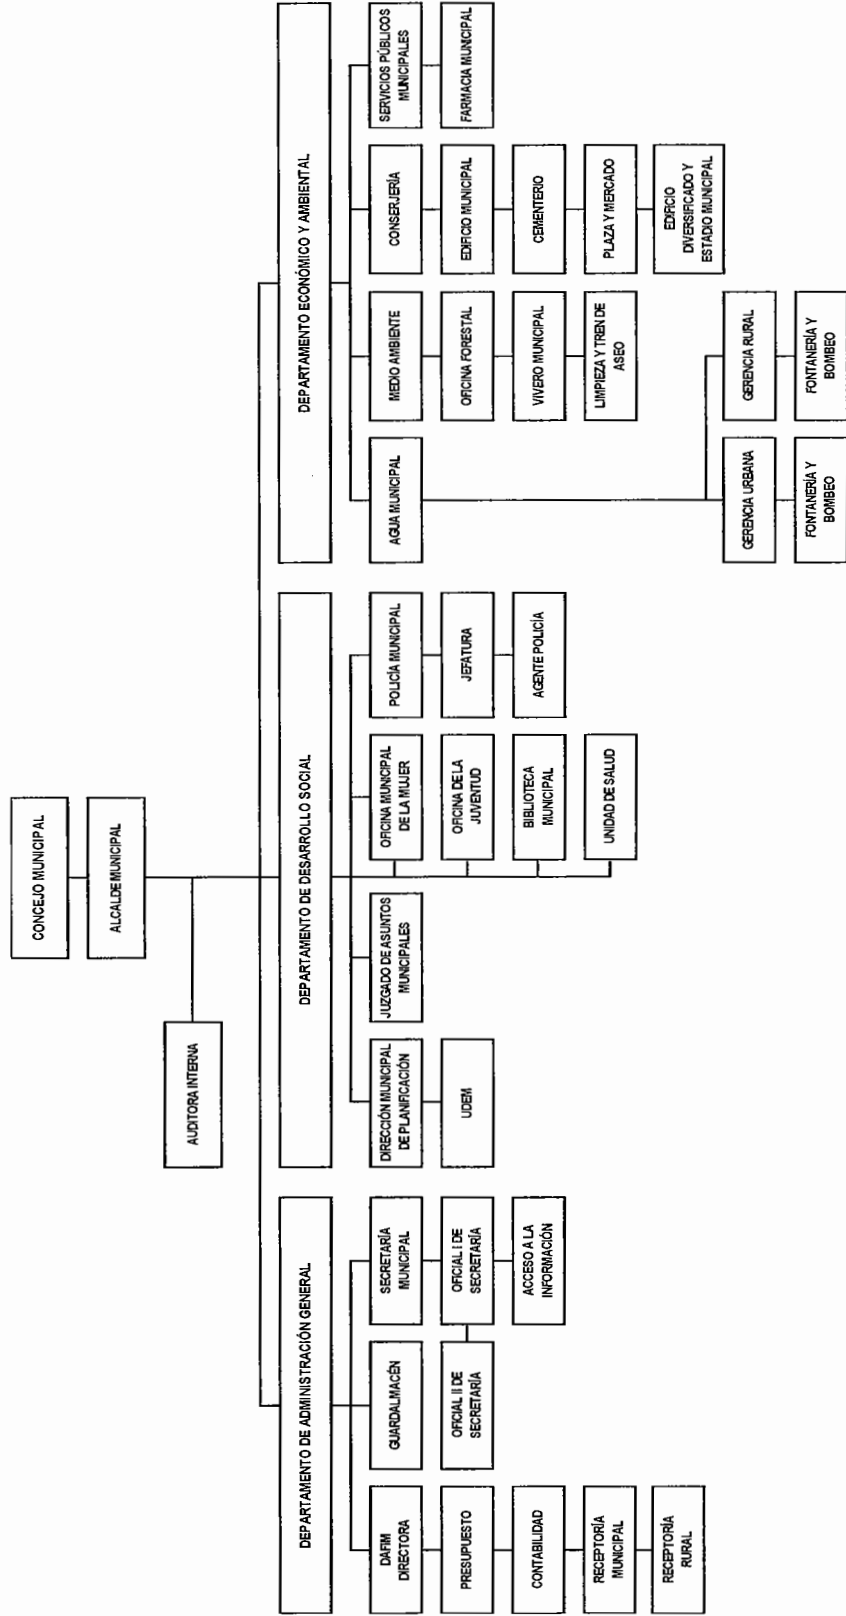 CONCEJO MUNICIPAL
ALCALDE MUNICIPAL
AUDITORA INTERNA
DEPARTAMENTO DE ADMINISTRACIÓN GENERAL
DAFIM
DIRECTORA
PRESUPUESTO
CONTABILIDAD
RECEPTORÍA
MUNICIPAL
RECEPTORÍA
RURAL
GUARDALMACÉN
SECRETARÍA
MUNICIPAL
OFICIAL II DE
SECRETARÍA
OFICIAL I DE
SECRETARÍA
ACCESO A LA
INFORMACIÓN
DEPARTAMENTO DE DESARROLLO SOCIAL
DIRECCIÓN MUNICIPAL
DE PLANIFICACIÓN
UDEM
JUZGADO DE ASUNTOS
MUNICIPALES
OFICINA MUNICIPAL
DE LA MUJER
OFICINA DE LA
JUVENTUD
BIBLIOTECA
MUNICIPAL
UNIDAD DE SALUD
POLICÍA MUNICIPAL
JEFATURA
AGENTE POLICÍA
DEPARTAMENTO ECONÓMICO Y AMBIENTAL
AGUA MUNICIPAL
GERENCIA URBANA
FONTANERÍA Y
BOMBEO
GERENCIA RURAL
FONTANERÍA Y
BOMBEO
MEDIO AMBIENTE
OFICINA FORESTAL
VIVERO MUNICIPAL
LIMPIEZA Y TREN DE
ASEO
CONSERJERÍA
EDIFICIO MUNICIPAL
CEMENTERIO
PLAZA Y MERCADO
EDIFICIO
DIVERSIFICADO Y
ESTADIO MUNICIPAL
SERVICIOS PÚBLICOS
MUNICIPALES
FARMACIA MUNICIPAL